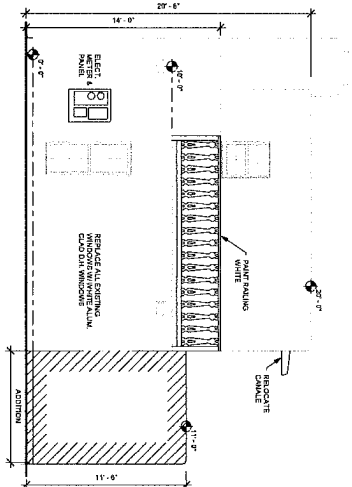 20'- 6"
14'- 0"
0'- 0"
10'- 0"
20'- 0"
ELECT.
METER &
PANEL
PAINT RAILING
WHITE
REPLACE ALL EXISTING
WINDOWS W/ WHITE ALUM.
CLAD D.H. WINDOWS
RELOCATE
CANALE
ADDITION
11'- 0"
11'- 6"